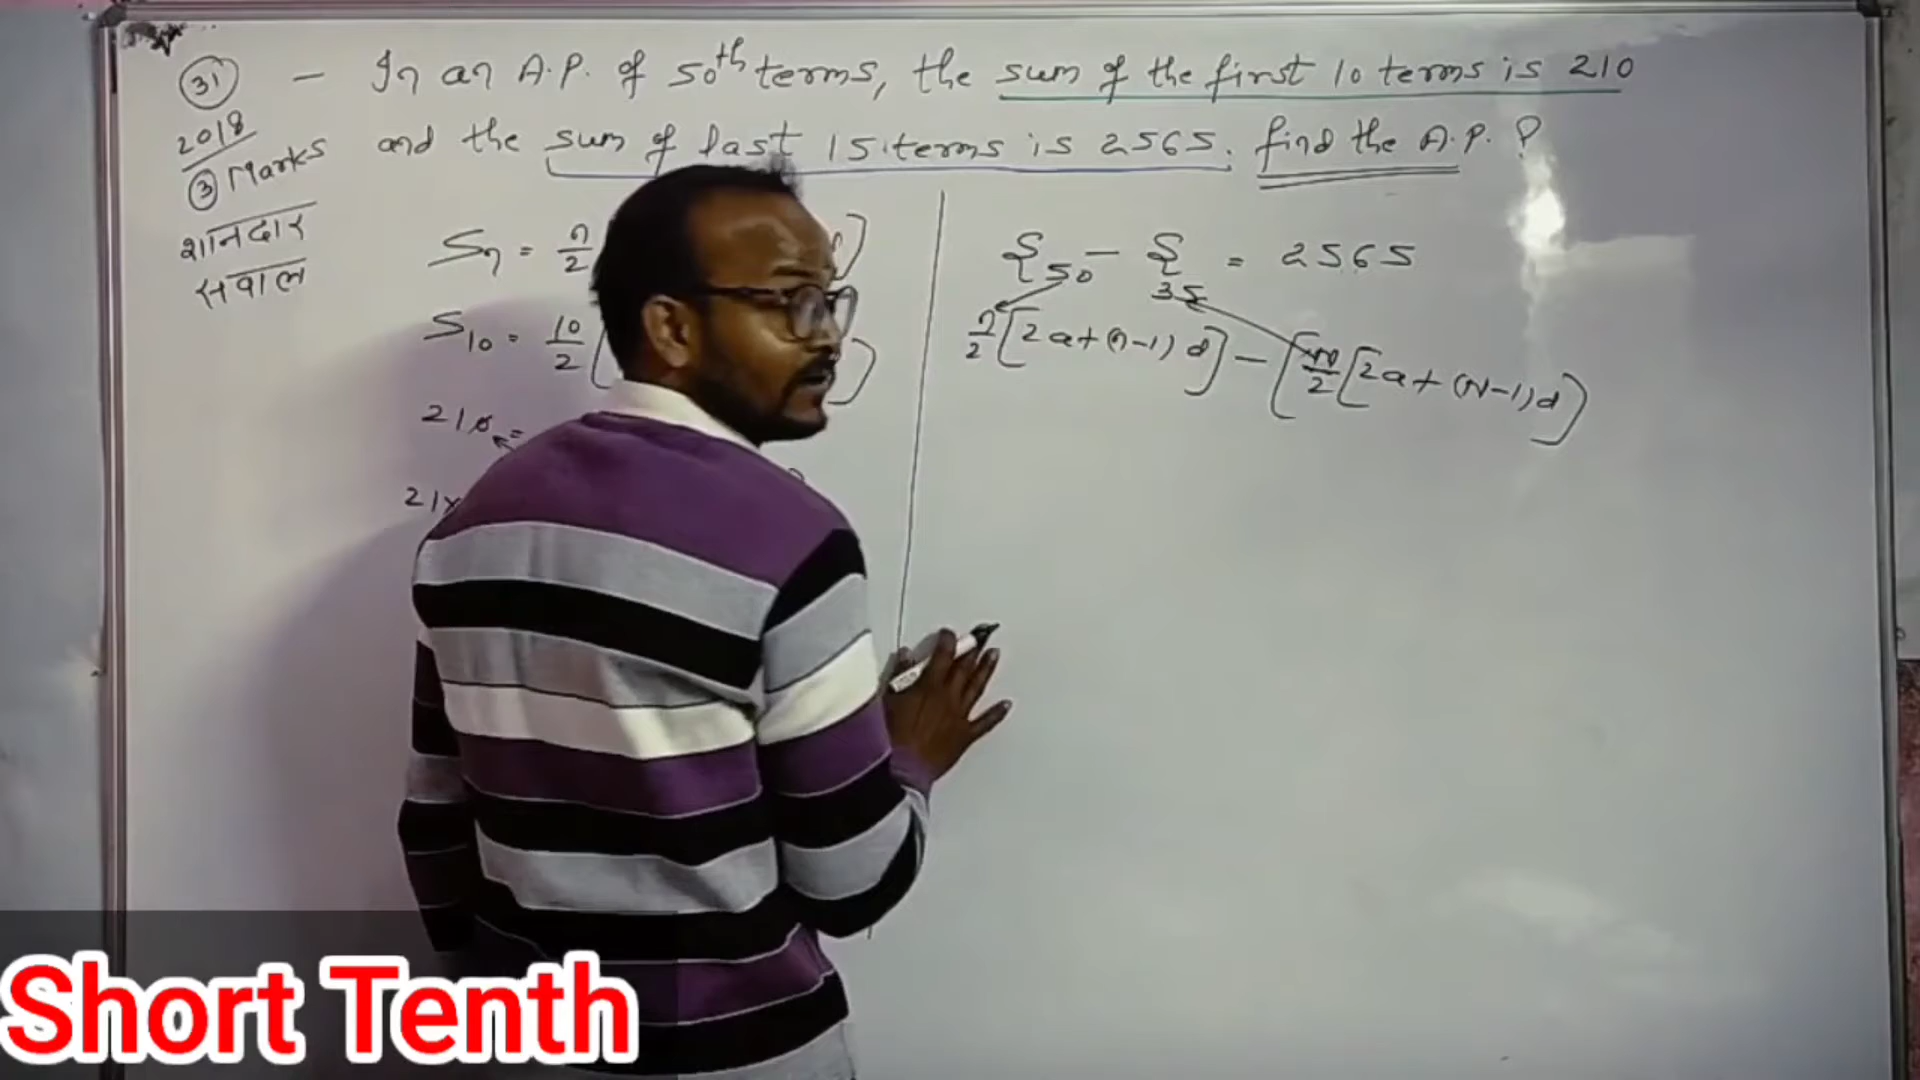 31 - In an A.P. of 50th terms, the sum of the first 10 terms is 210
and the sum of last 15 terms is 2565. find the A.P. ?
2018
3 Marks
शानदार
सवाल
Sn = n/2
S10 = 10/2 [
210 =
21x
S50 - S35 = 2565
n/2 [2a+(n-1)d] - [N/2 [2a+(N-1)d]
Short Tenth